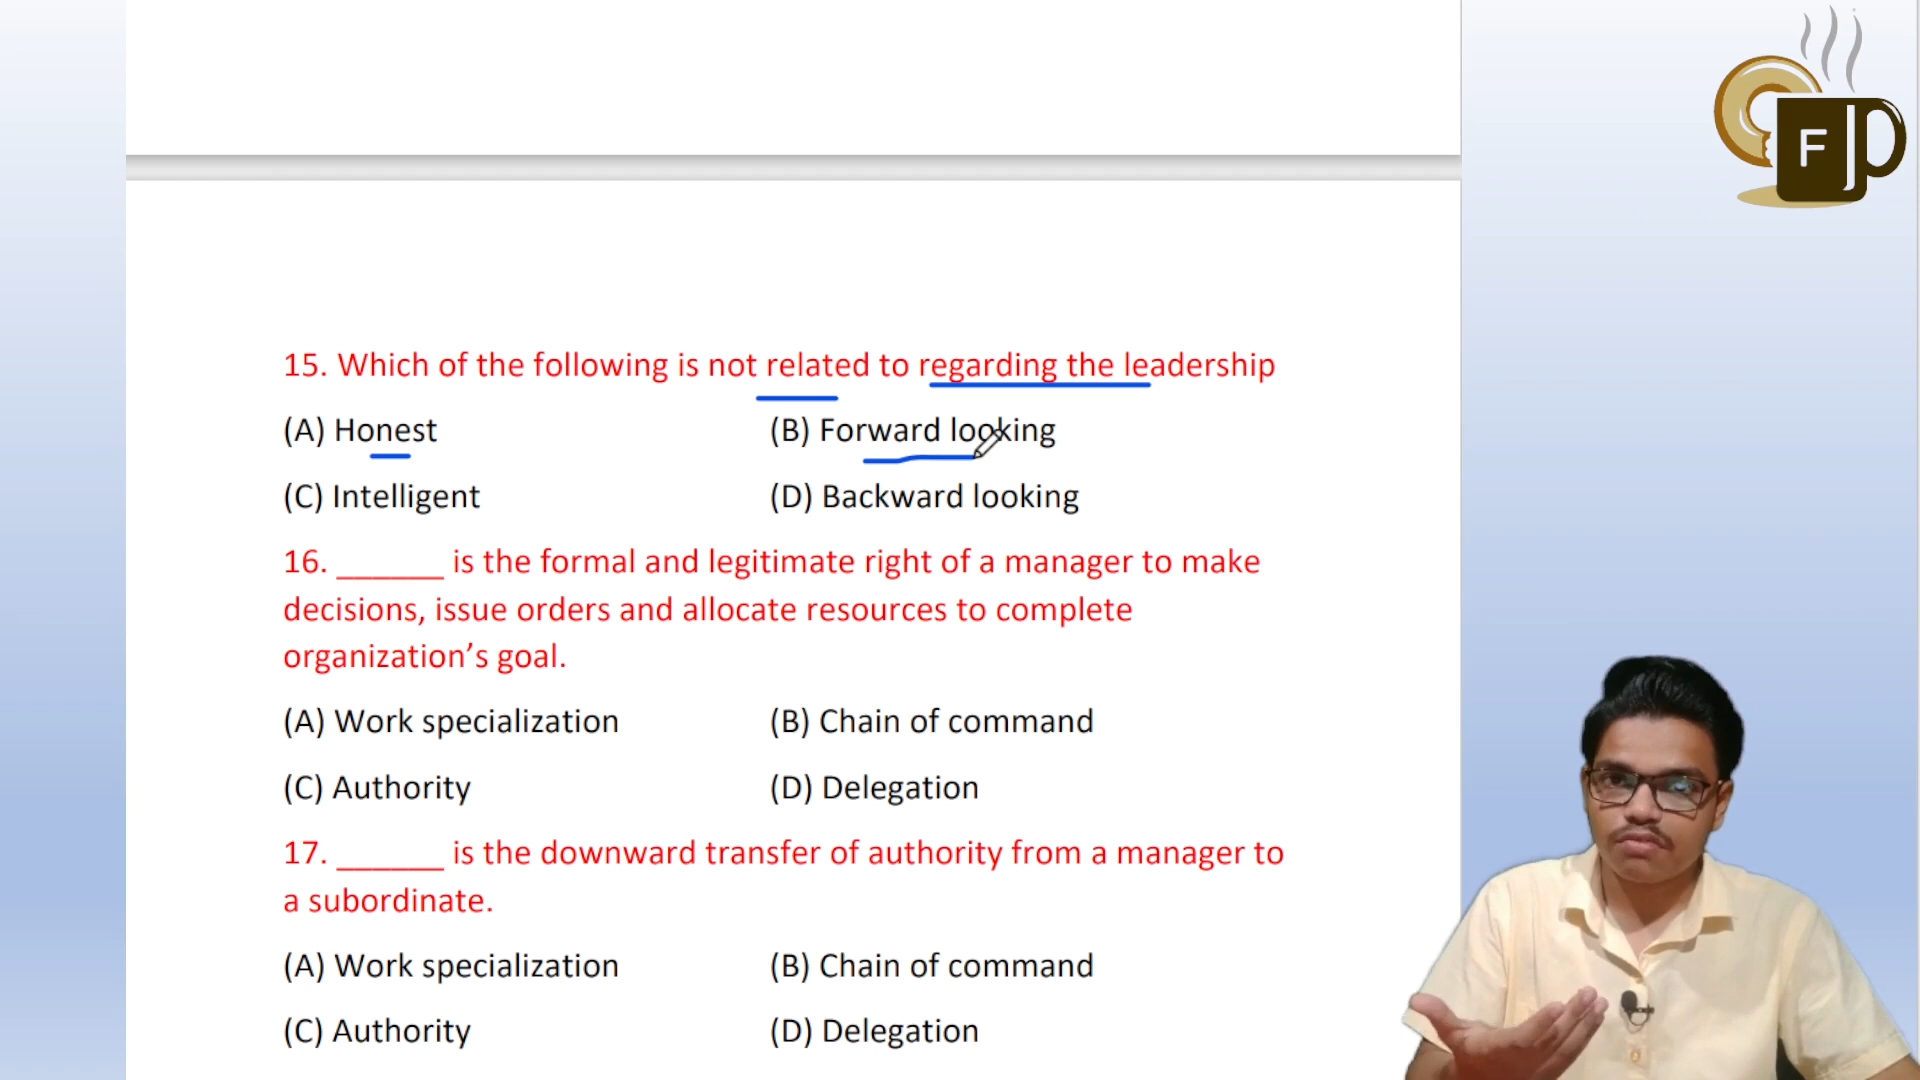 FJ
15. Which of the following is not related to regarding the leadership
(A) Honest (B) Forward looking
(C) Intelligent (D) Backward looking
16. ______ is the formal and legitimate right of a manager to make
decisions, issue orders and allocate resources to complete
organization’s goal.
(A) Work specialization (B) Chain of command
(C) Authority (D) Delegation
17. ______ is the downward transfer of authority from a manager to
a subordinate.
(A) Work specialization (B) Chain of command
(C) Authority (D) Delegation